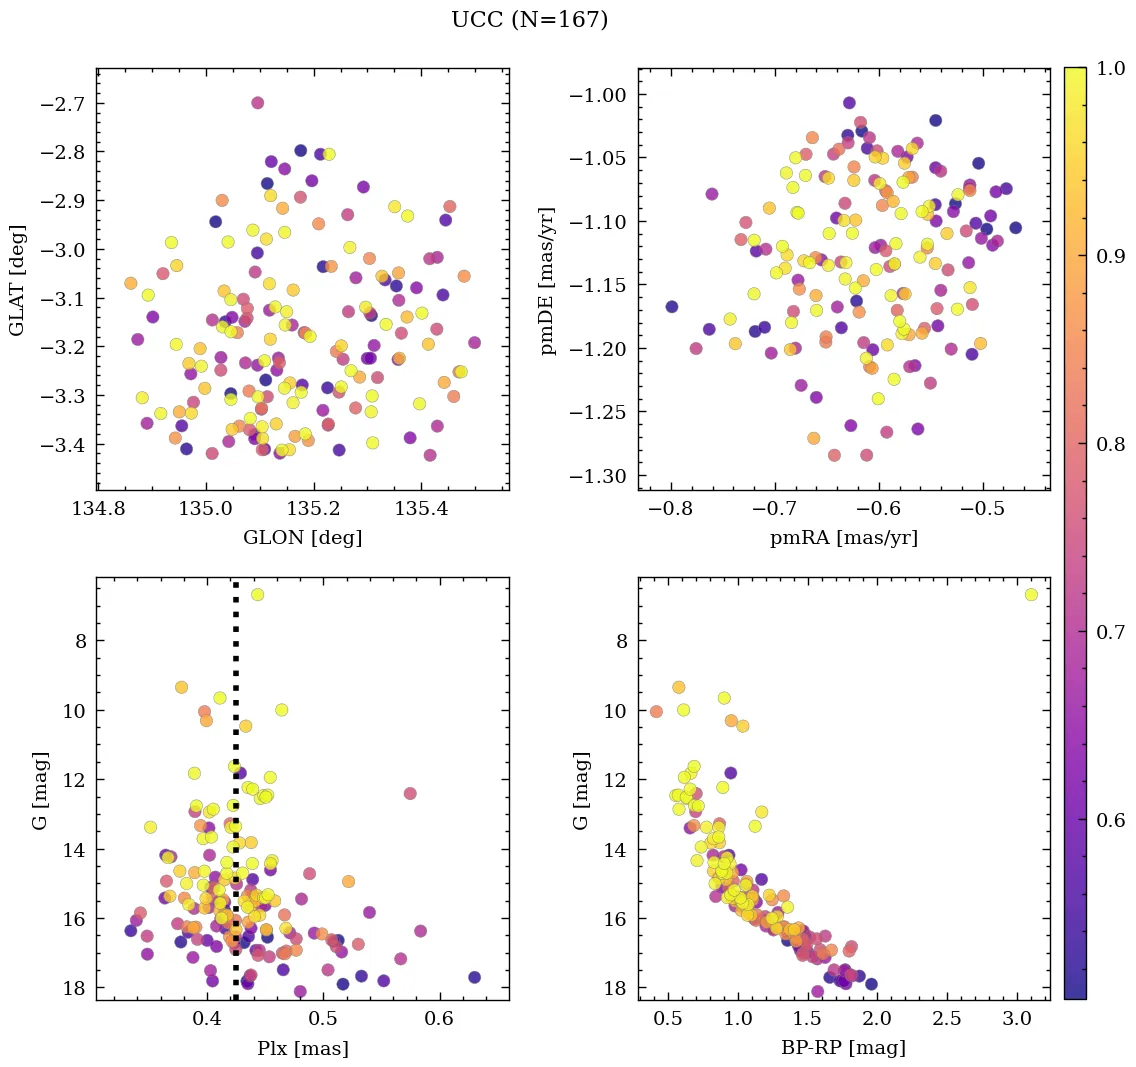 UCC (N=167)
−2.7
−2.8
−2.9
−3.0
−3.1
−3.2
−3.3
−3.4
GLAT [deg]
134.8 135.0 135.2 135.4
GLON [deg]
−1.00
−1.05
−1.10
−1.15
−1.20
−1.25
−1.30
pmDE [mas/yr]
−0.8 −0.7 −0.6 −0.5
pmRA [mas/yr]
8
10
12
14
16
18
G [mag]
0.4 0.5 0.6
Plx [mas]
8
10
12
14
16
18
G [mag]
0.5 1.0 1.5 2.0 2.5 3.0
BP-RP [mag]
1.0
0.9
0.8
0.7
0.6